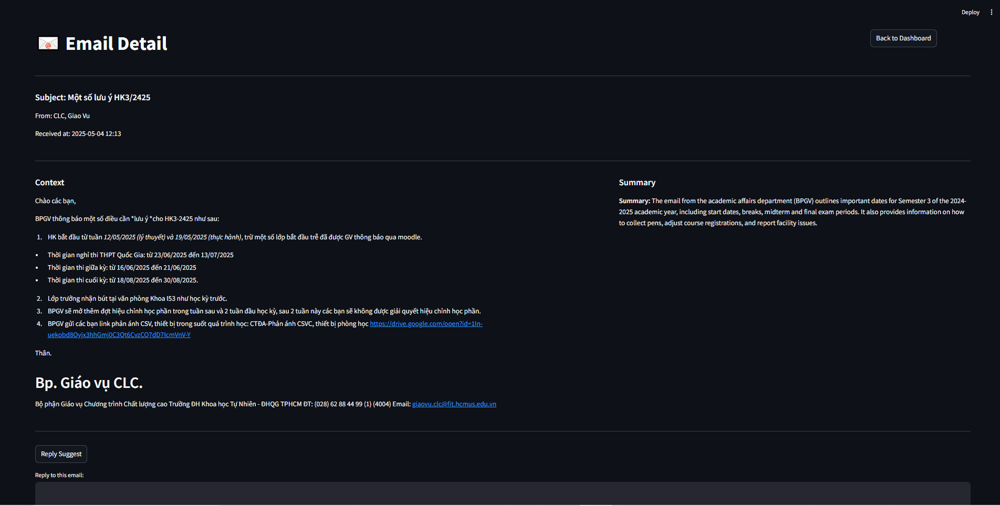 Deploy
Email Detail
Back to Dashboard
Subject: Một số lưu ý HK3/2425
From: CLC, Giao Vu
Received at: 2025-05-04 12:13
Context
Chào các bạn,
BPGV thông báo một số điều cần *lưu ý *cho HK3-2425 như sau:
1. HK bắt đầu từ tuần 12/05/2025 (lý thuyết) và 19/05/2025 (thực hành), trừ một số lớp bắt đầu trễ đã được GV thông báo qua moodle.
• Thời gian nghỉ thi THPT Quốc Gia: từ 23/06/2025 đến 13/07/2025
• Thời gian thi giữa kỳ: từ 16/06/2025 đến 21/06/2025
• Thời gian thi cuối kỳ: từ 18/08/2025 đến 30/08/2025.
2. Lớp trưởng nhận bút tại văn phòng Khoa I53 như học kỳ trước.
3. BPGV sẽ mở thêm đợt hiệu chỉnh học phần trong tuần sau và 2 tuần đầu học kỳ, sau 2 tuần này các bạn sẽ không được giải quyết hiệu chỉnh học phần.
4. BPGV gửi các bạn link phản ánh CSV, thiết bị trong suốt quá trình học: CTĐA-Phản ánh CSVC, thiết bị phòng học https://drive.google.com/open?id=1In-
uekobd8Oyjx3hhGmj0C3Qt6CvzCQ7dD7IcmVnV-Y
Thân.
Bp. Giáo vụ CLC.
Bộ phận Giáo vụ Chương trình Chất lượng cao Trường ĐH Khoa học Tự Nhiên - ĐHQG TPHCM ĐT: (028) 62 88 44 99 (1) (4004) Email: giaovu.clc@fit.hcmus.edu.vn
Summary
Summary: The email from the academic affairs department (BPGV) outlines important dates for Semester 3 of the 2024-
2025 academic year, including start dates, breaks, midterm and final exam periods. It also provides information on how
to collect pens, adjust course registrations, and report facility issues.
Reply Suggest
Reply to this email: